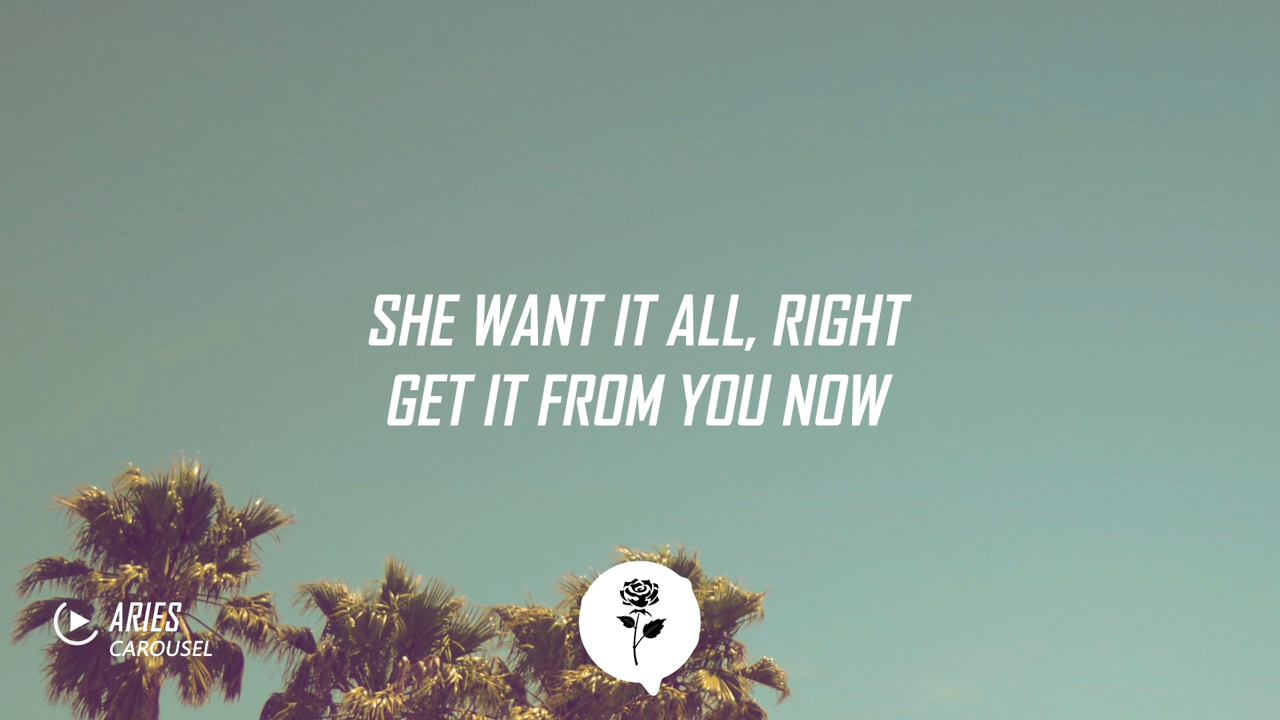 SHE WANT IT ALL, RIGHT
GET IT FROM YOU NOW
ARIES
CAROUSEL